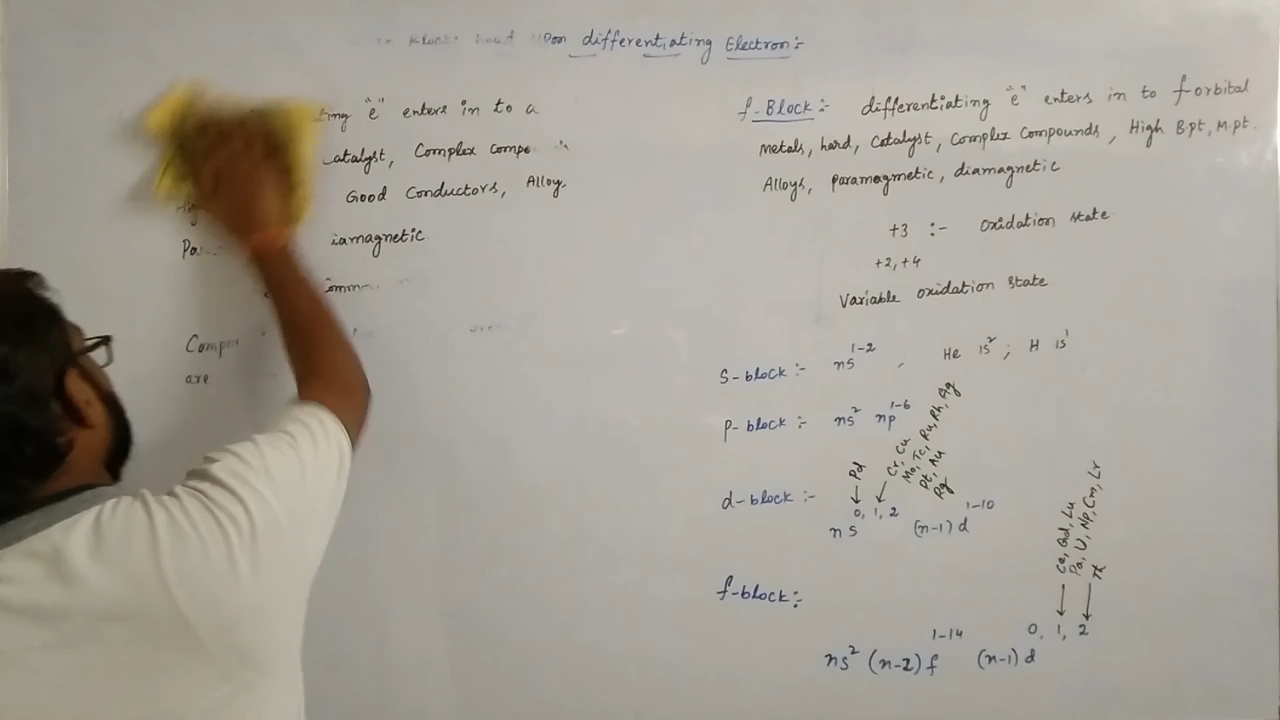 differentiating Electron:-
"e" enters in to a
Catalyst, Complex
Good Conductors, Alloy
iamagnetic
are
f-Block:- differentiating "e" enters in to f orbital
Metals, hard, Catalyst, Complex Compounds, High B.pt, M.pt.
Alloys, paramagmetic, diamagnetic
+3 :- Oxidation state
+2, +4
Variable oxidation state
S-block:- ns¹⁻² , He 1s² ; H 1s¹
p-block :- ns² np¹⁻⁶
Pd
Cr, Cu
Mo, Tc, Ru, Rh, Ag
Pt, Au
Rg
d-block :- ns⁰,¹,² (n-1)d¹⁻¹⁰
Ce, Gd, Lu
Pa, U, Np, Cm, Lr
Th
f-block:-
ns² (n-2)f¹⁻¹⁴ (n-1)d⁰,¹,²